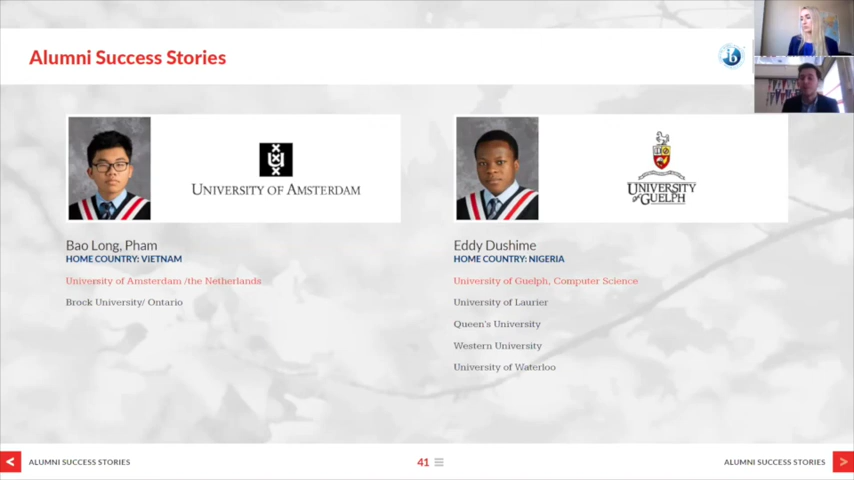 Alumni Success Stories
ib
UNIVERSITY OF AMSTERDAM
UNIVERSITY
of GUELPH
Bao Long, Pham
HOME COUNTRY: VIETNAM
University of Amsterdam /the Netherlands
Brock University/ Ontario
Eddy Dushime
HOME COUNTRY: NIGERIA
University of Guelph, Computer Science
University of Laurier
Queen's University
Western University
University of Waterloo
< ALUMNI SUCCESS STORIES
41
ALUMNI SUCCESS STORIES >